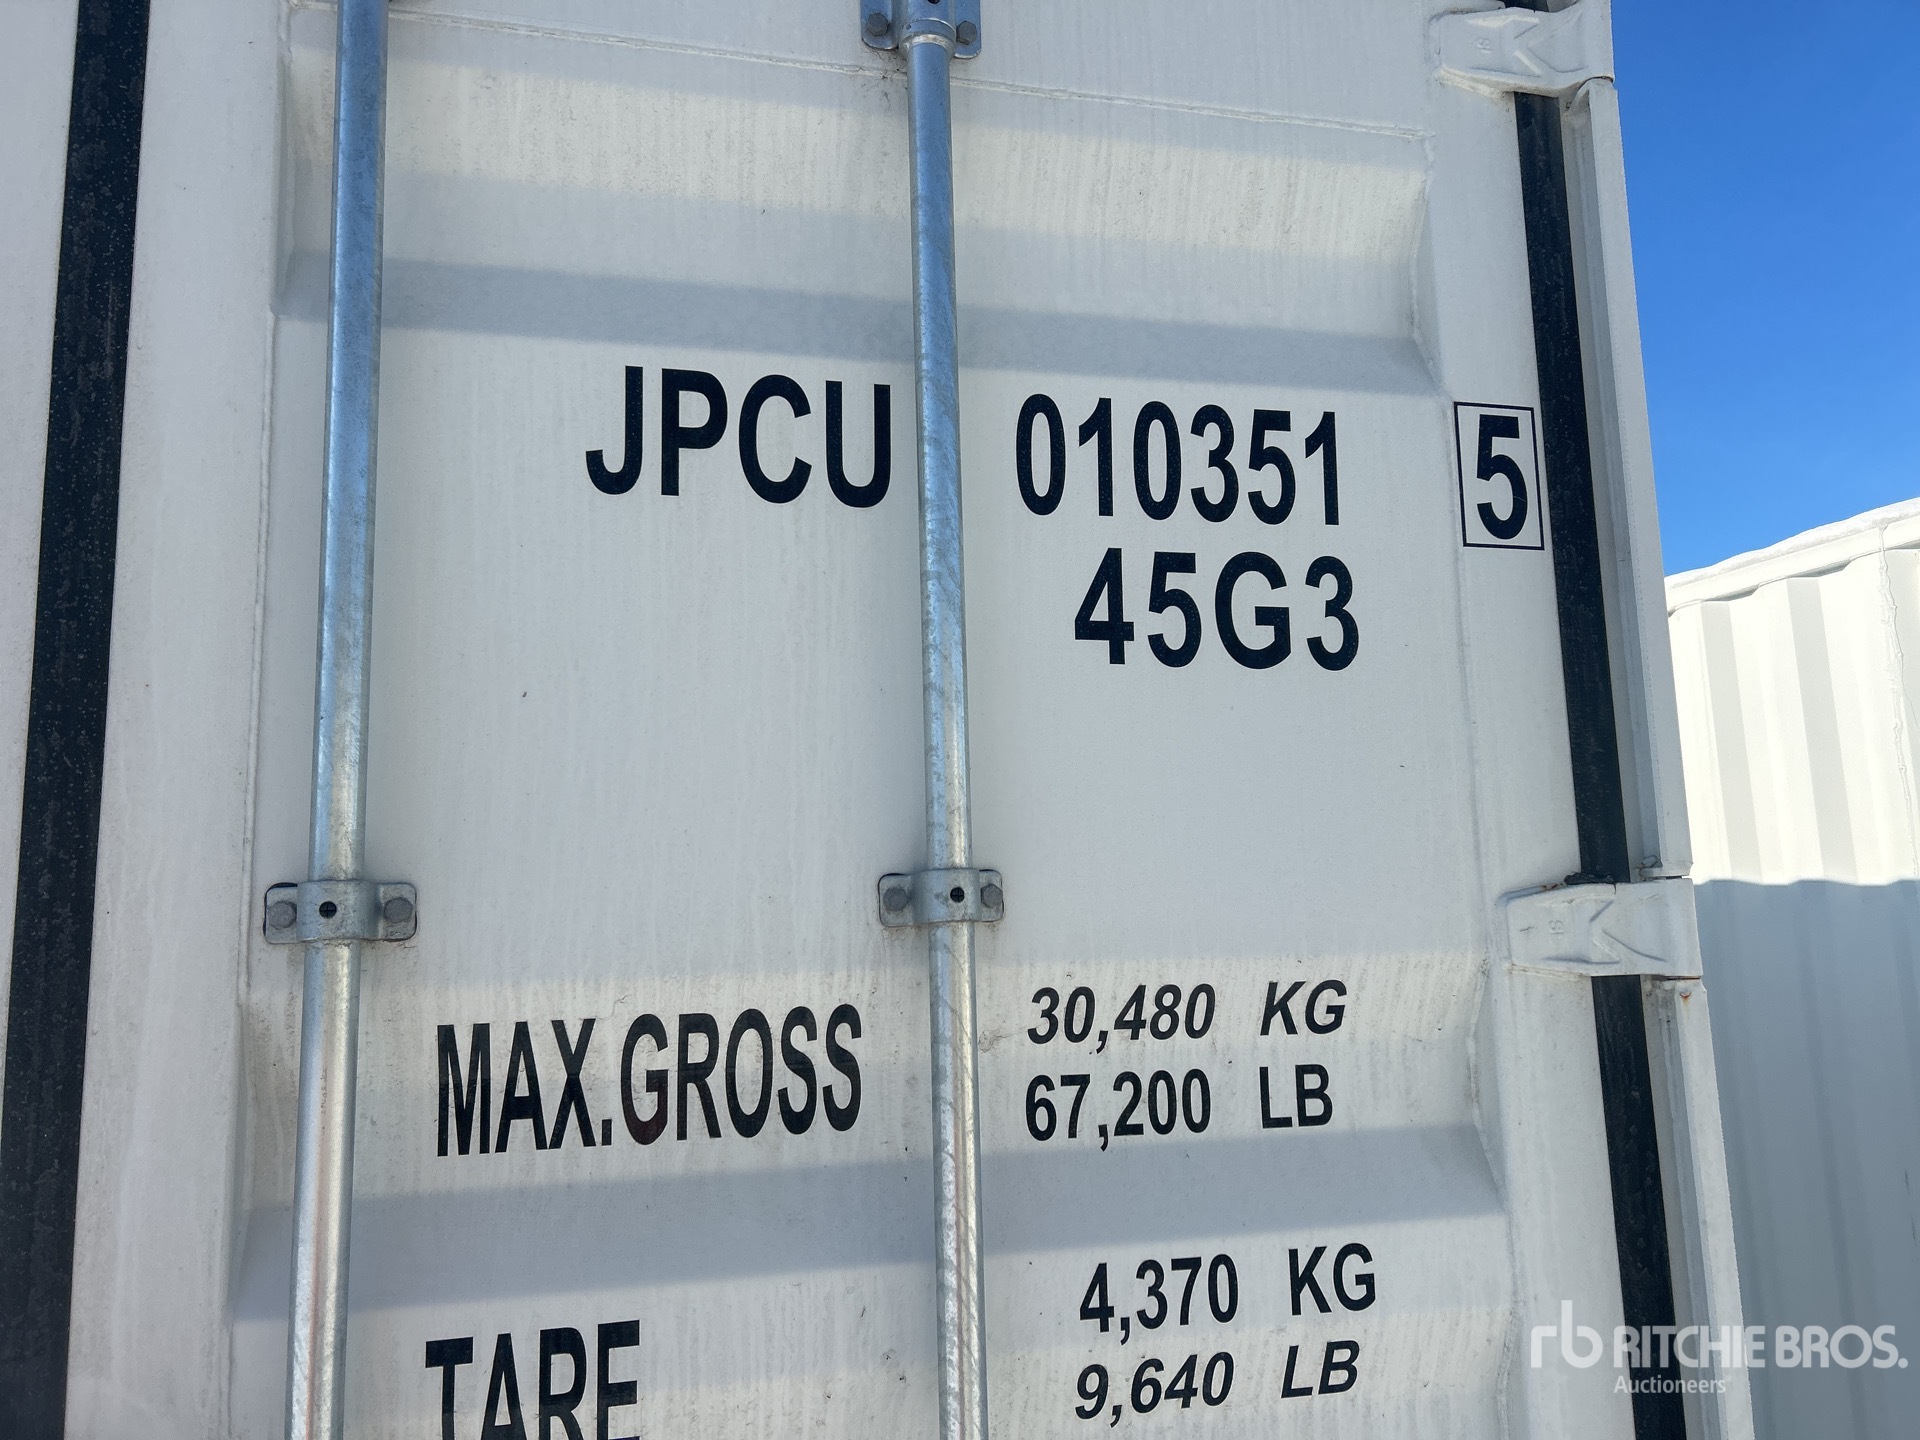 JPCU 010351 5
45G3
MAX.GROSS 30,480 KG
67,200 LB
TARE 4,370 KG
9,640 LB
rb RITCHIE BROS.
Auctioneers